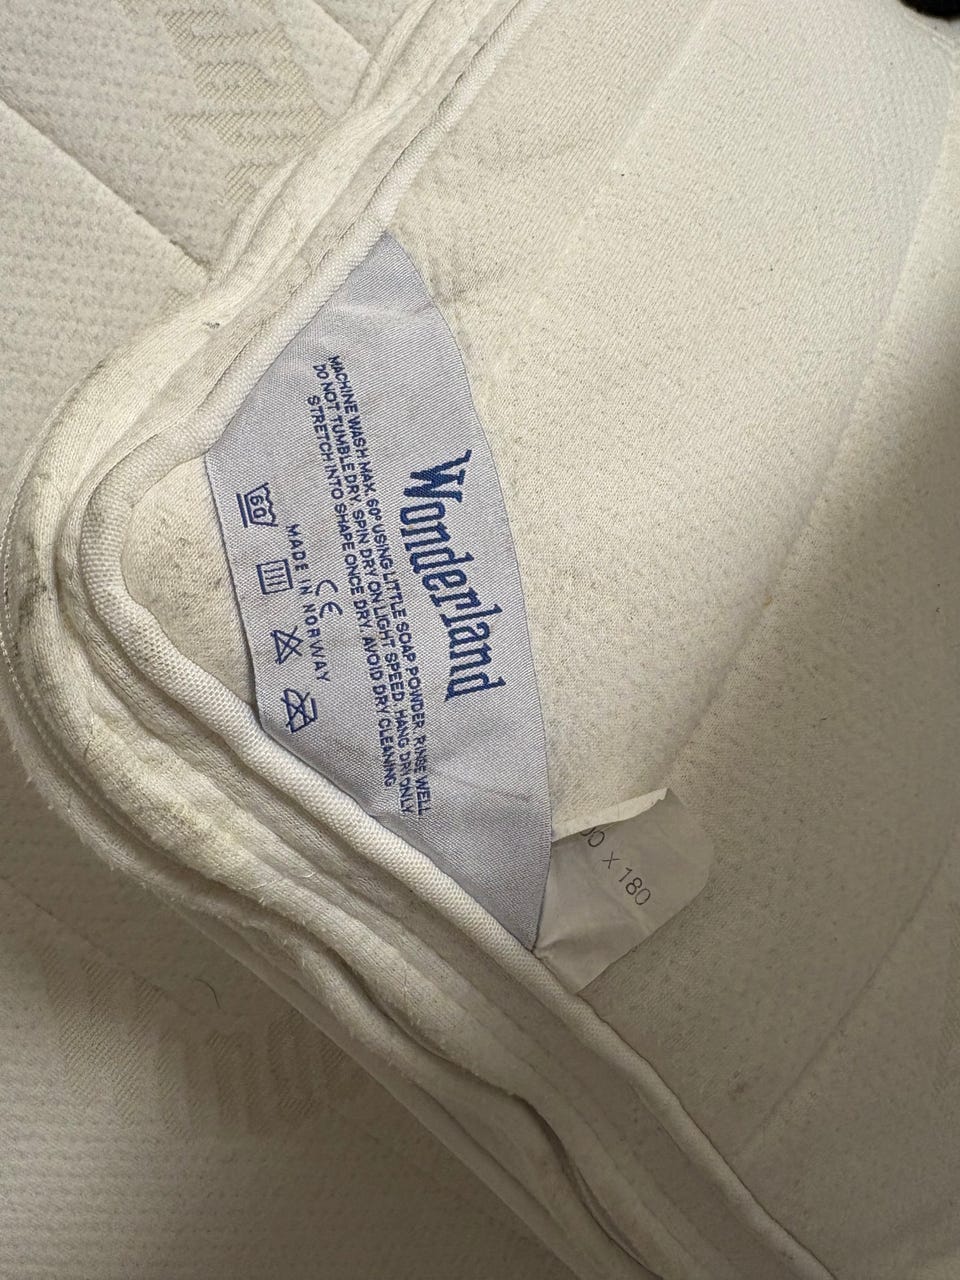 Wonderland
MACHINE WASH MAX. 60° USING LITTLE SOAP POWDER. RINSE WELL.
DO NOT TUMBLE DRY. SPIN DRY ON LIGHT SPEED. HANG DRY ONLY.
STRETCH INTO SHAPE ONCE DRY. AVOID DRY CLEANING
CE
MADE IN NORWAY
60
00 x 180